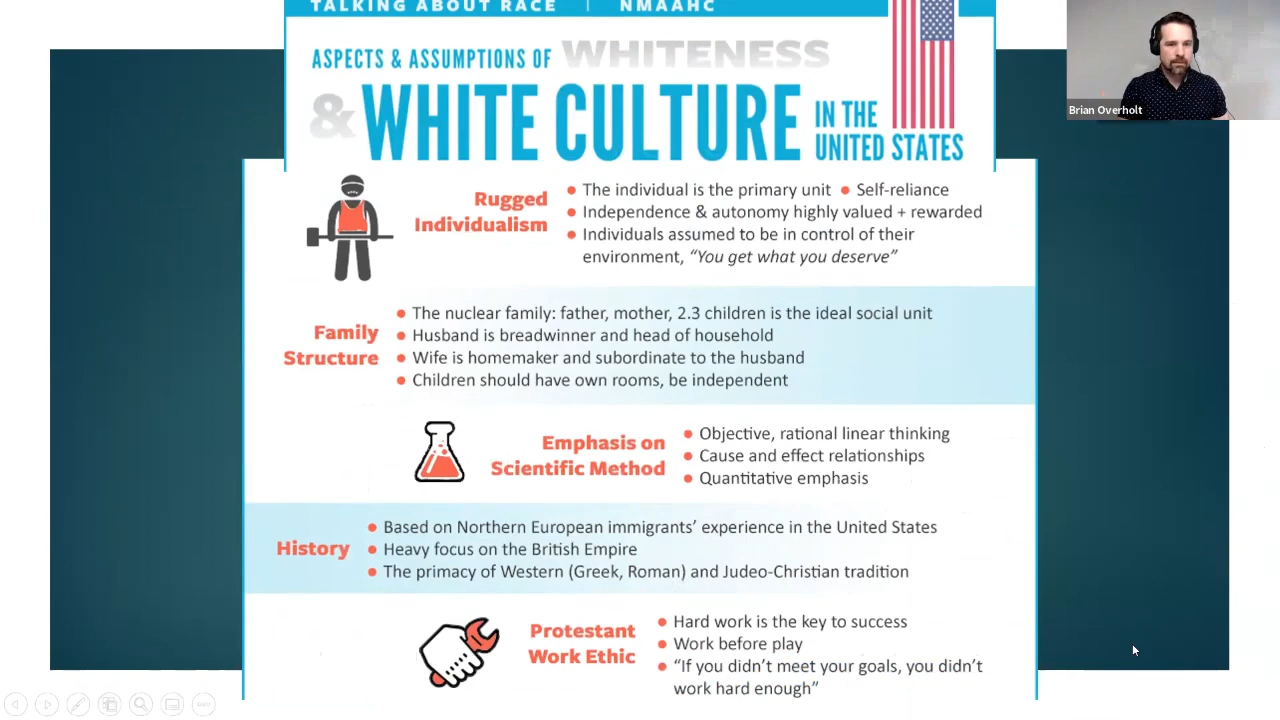 TALKING ABOUT RACE | NMAAHC
ASPECTS & ASSUMPTIONS OF WHITENESS
& WHITE CULTURE IN THE
UNITED STATES
Brian Overholt
Rugged
Individualism
• The individual is the primary unit • Self-reliance
• Independence & autonomy highly valued + rewarded
• Individuals assumed to be in control of their
environment, “You get what you deserve”
Family
Structure
• The nuclear family: father, mother, 2.3 children is the ideal social unit
• Husband is breadwinner and head of household
• Wife is homemaker and subordinate to the husband
• Children should have own rooms, be independent
Emphasis on
Scientific Method
• Objective, rational linear thinking
• Cause and effect relationships
• Quantitative emphasis
History
• Based on Northern European immigrants’ experience in the United States
• Heavy focus on the British Empire
• The primacy of Western (Greek, Roman) and Judeo-Christian tradition
Protestant
Work Ethic
• Hard work is the key to success
• Work before play
• “If you didn’t meet your goals, you didn’t
work hard enough”